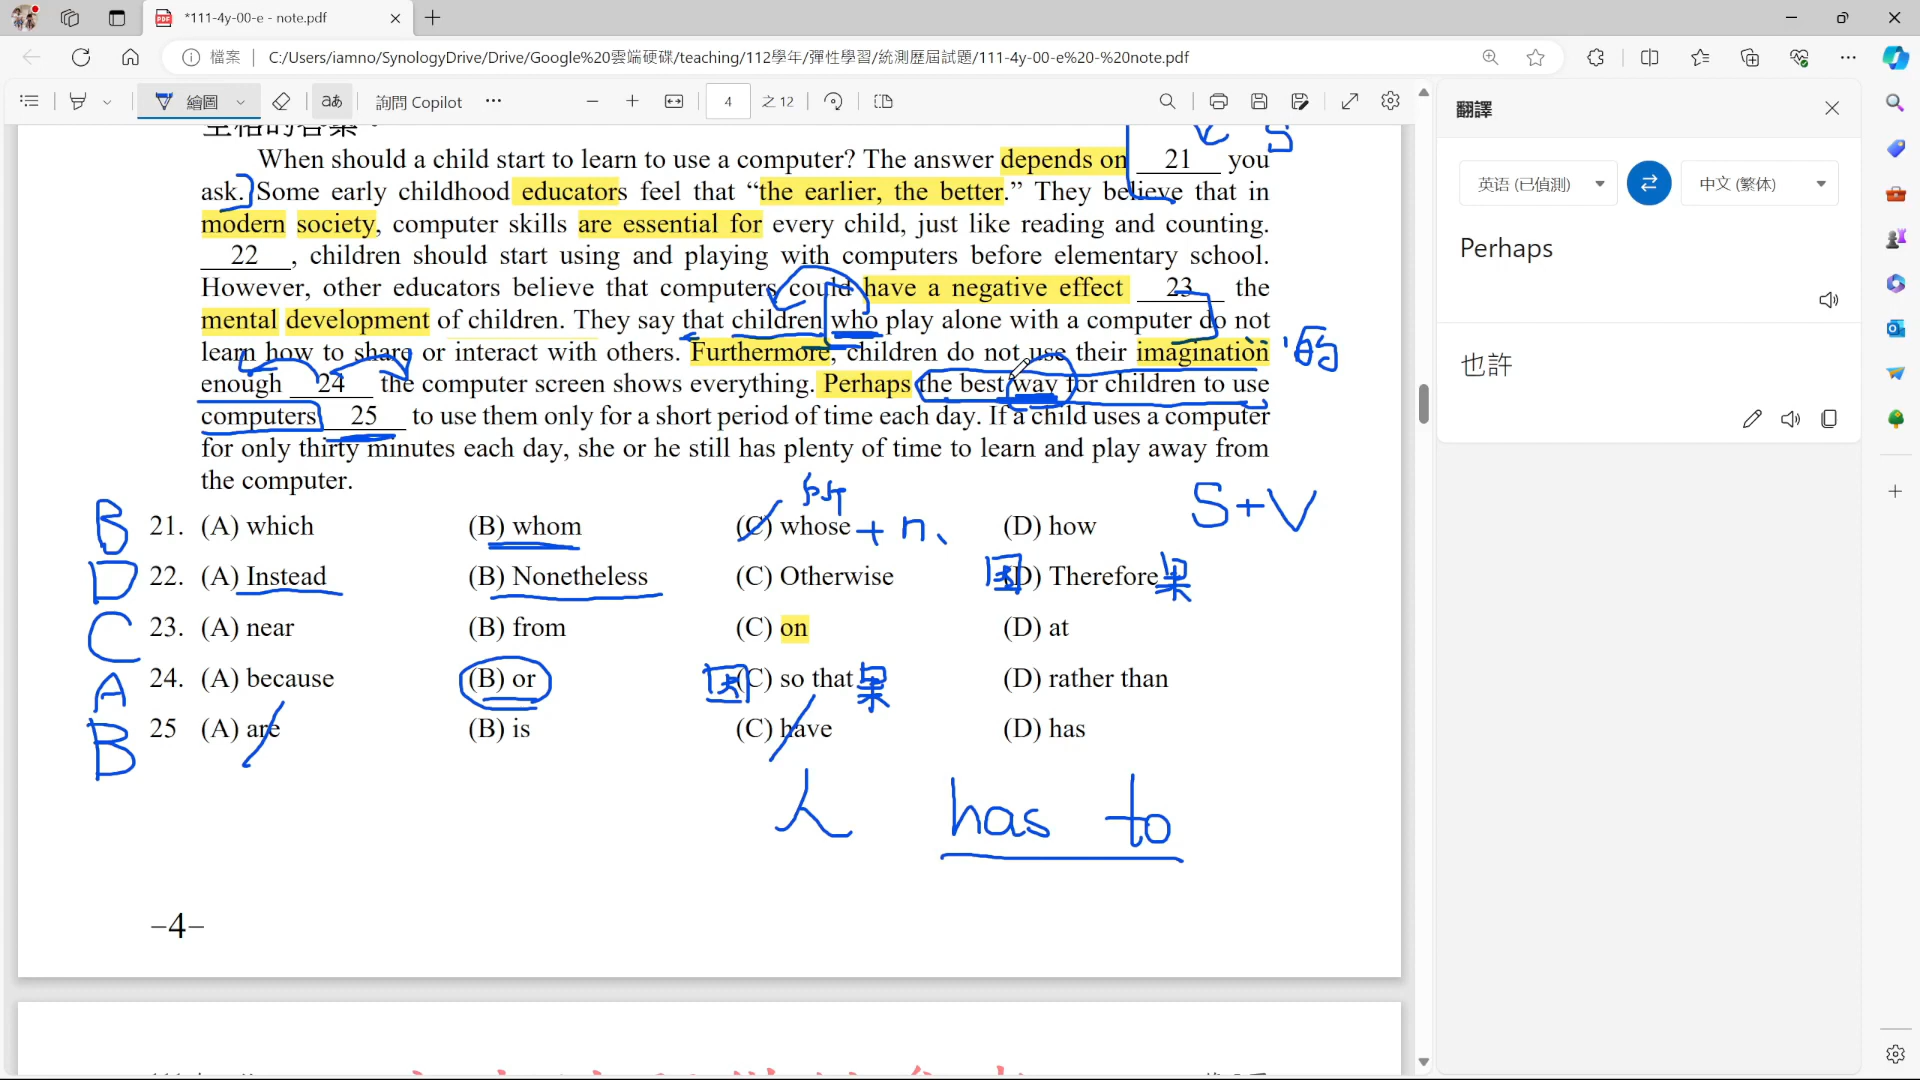 *111-4y-00-e - note.pdf
檔案 C:/Users/iamno/SynologyDrive/Drive/Google%20雲端硬碟/teaching/112學年/彈性學習/統測歷屆試題/111-4y-00-e%20-%20note.pdf
繪圖 aあ 詢問 Copilot 4 之 12
翻譯
英语 (已偵測) 中文 (繁体)
Perhaps
也許
空格的答案。
When should a child start to learn to use a computer? The answer depends on 21 you
ask. Some early childhood educators feel that “the earlier, the better.” They believe that in
modern society, computer skills are essential for every child, just like reading and counting.
22 , children should start using and playing with computers before elementary school.
However, other educators believe that computers could have a negative effect 23 the
mental development of children. They say that children who play alone with a computer do not
learn how to share or interact with others. Furthermore, children do not use their imagination 的
enough 24 the computer screen shows everything. Perhaps the best way for children to use
computers 25 to use them only for a short period of time each day. If a child uses a computer
for only thirty minutes each day, she or he still has plenty of time to learn and play away from
the computer.
所 S+V
B 21. (A) which (B) whom (C) whose + n. (D) how
D 22. (A) Instead (B) Nonetheless (C) Otherwise 因 (D) Therefore 果
C 23. (A) near (B) from (C) on (D) at
A 24. (A) because (B) or 因 (C) so that 果 (D) rather than
B 25 (A) are (B) is (C) have (D) has
人 has to
−4−